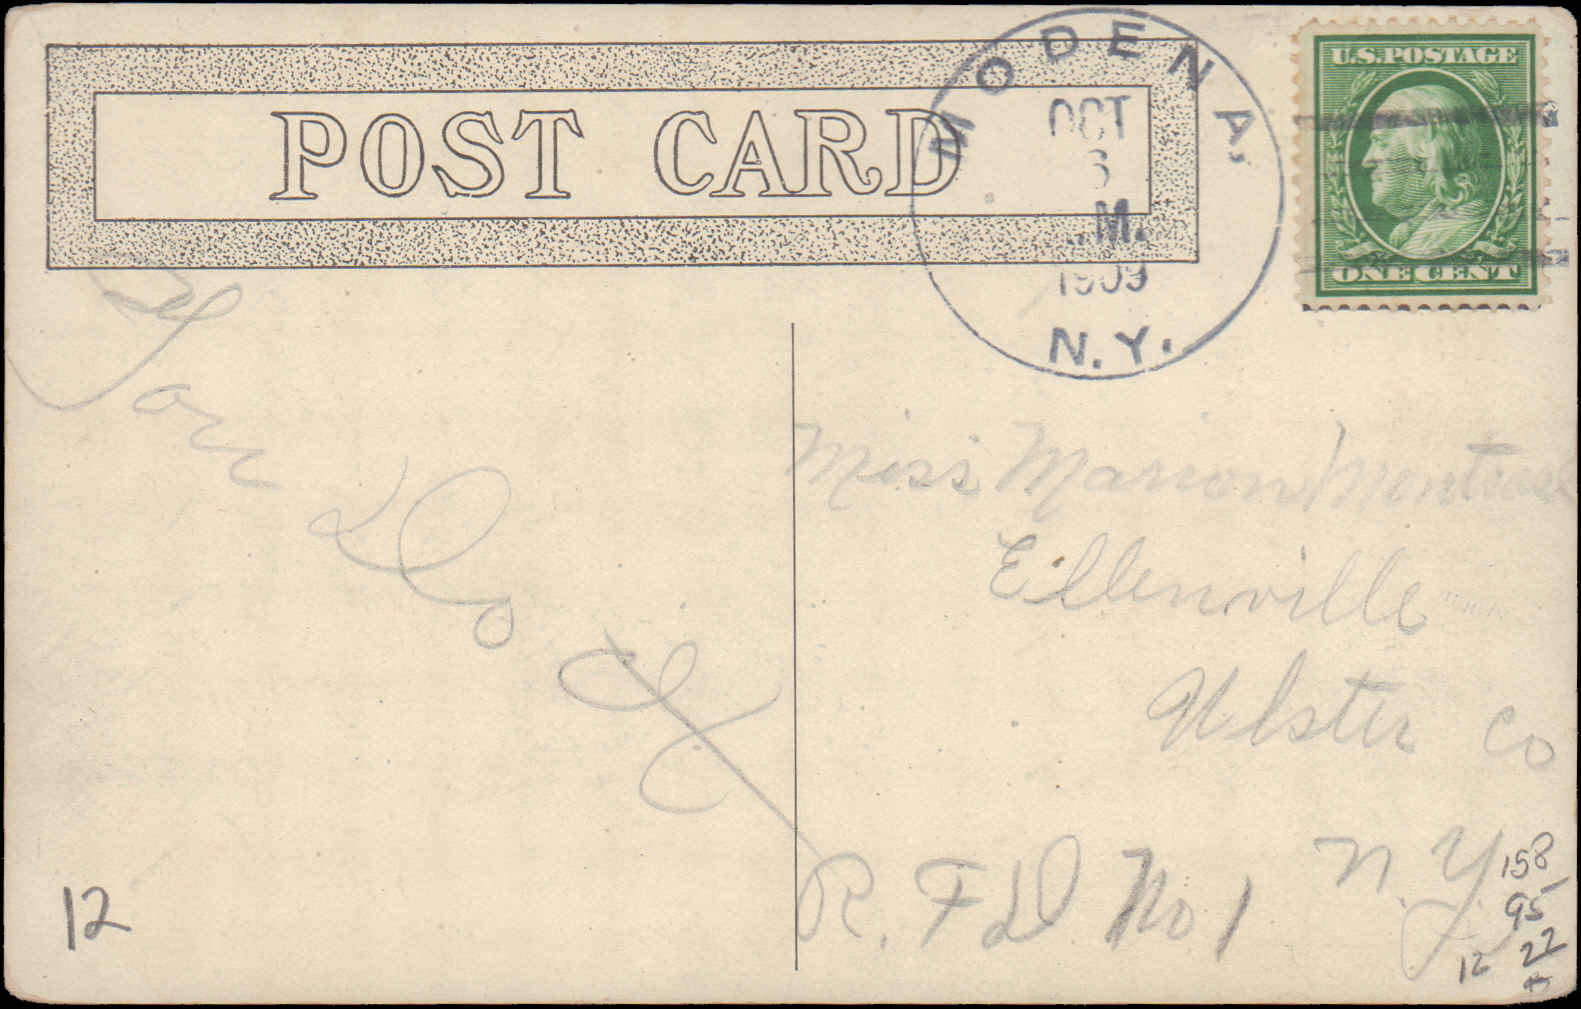 POST CARD
MODENA,
OCT
6
M.
1909
N.Y.
U.S. POSTAGE
ONE CENT
Miss Marion Montrose
Ellenville
Ulster Co
N. Y.
R. F D No 1
12
158
95
12 22